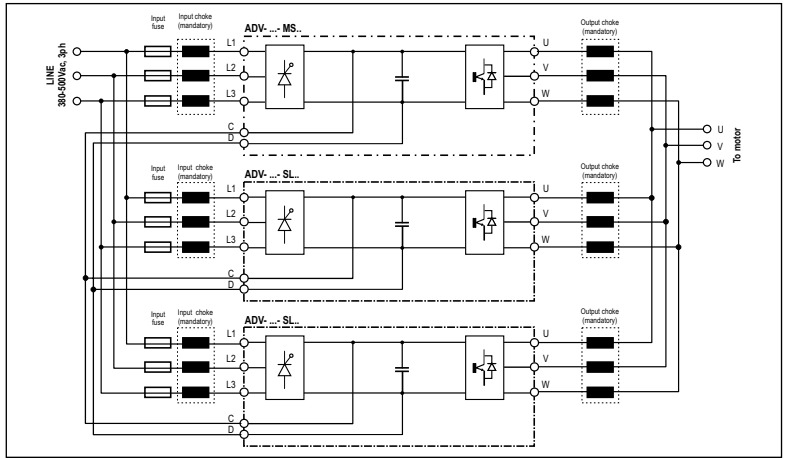 Input
fuse
Input choke
(mandatory)
ADV- ...- MS..
Output choke
(mandatory)
LINE
380-500Vac, 3ph
L1
L2
L3
C
D
U
V
W
U
V
W
To motor
Input
fuse
Input choke
(mandatory)
ADV- ...- SL..
Output choke
(mandatory)
L1
L2
L3
C
D
U
V
W
Input
fuse
Input choke
(mandatory)
ADV- ...- SL..
Output choke
(mandatory)
L1
L2
L3
C
D
U
V
W